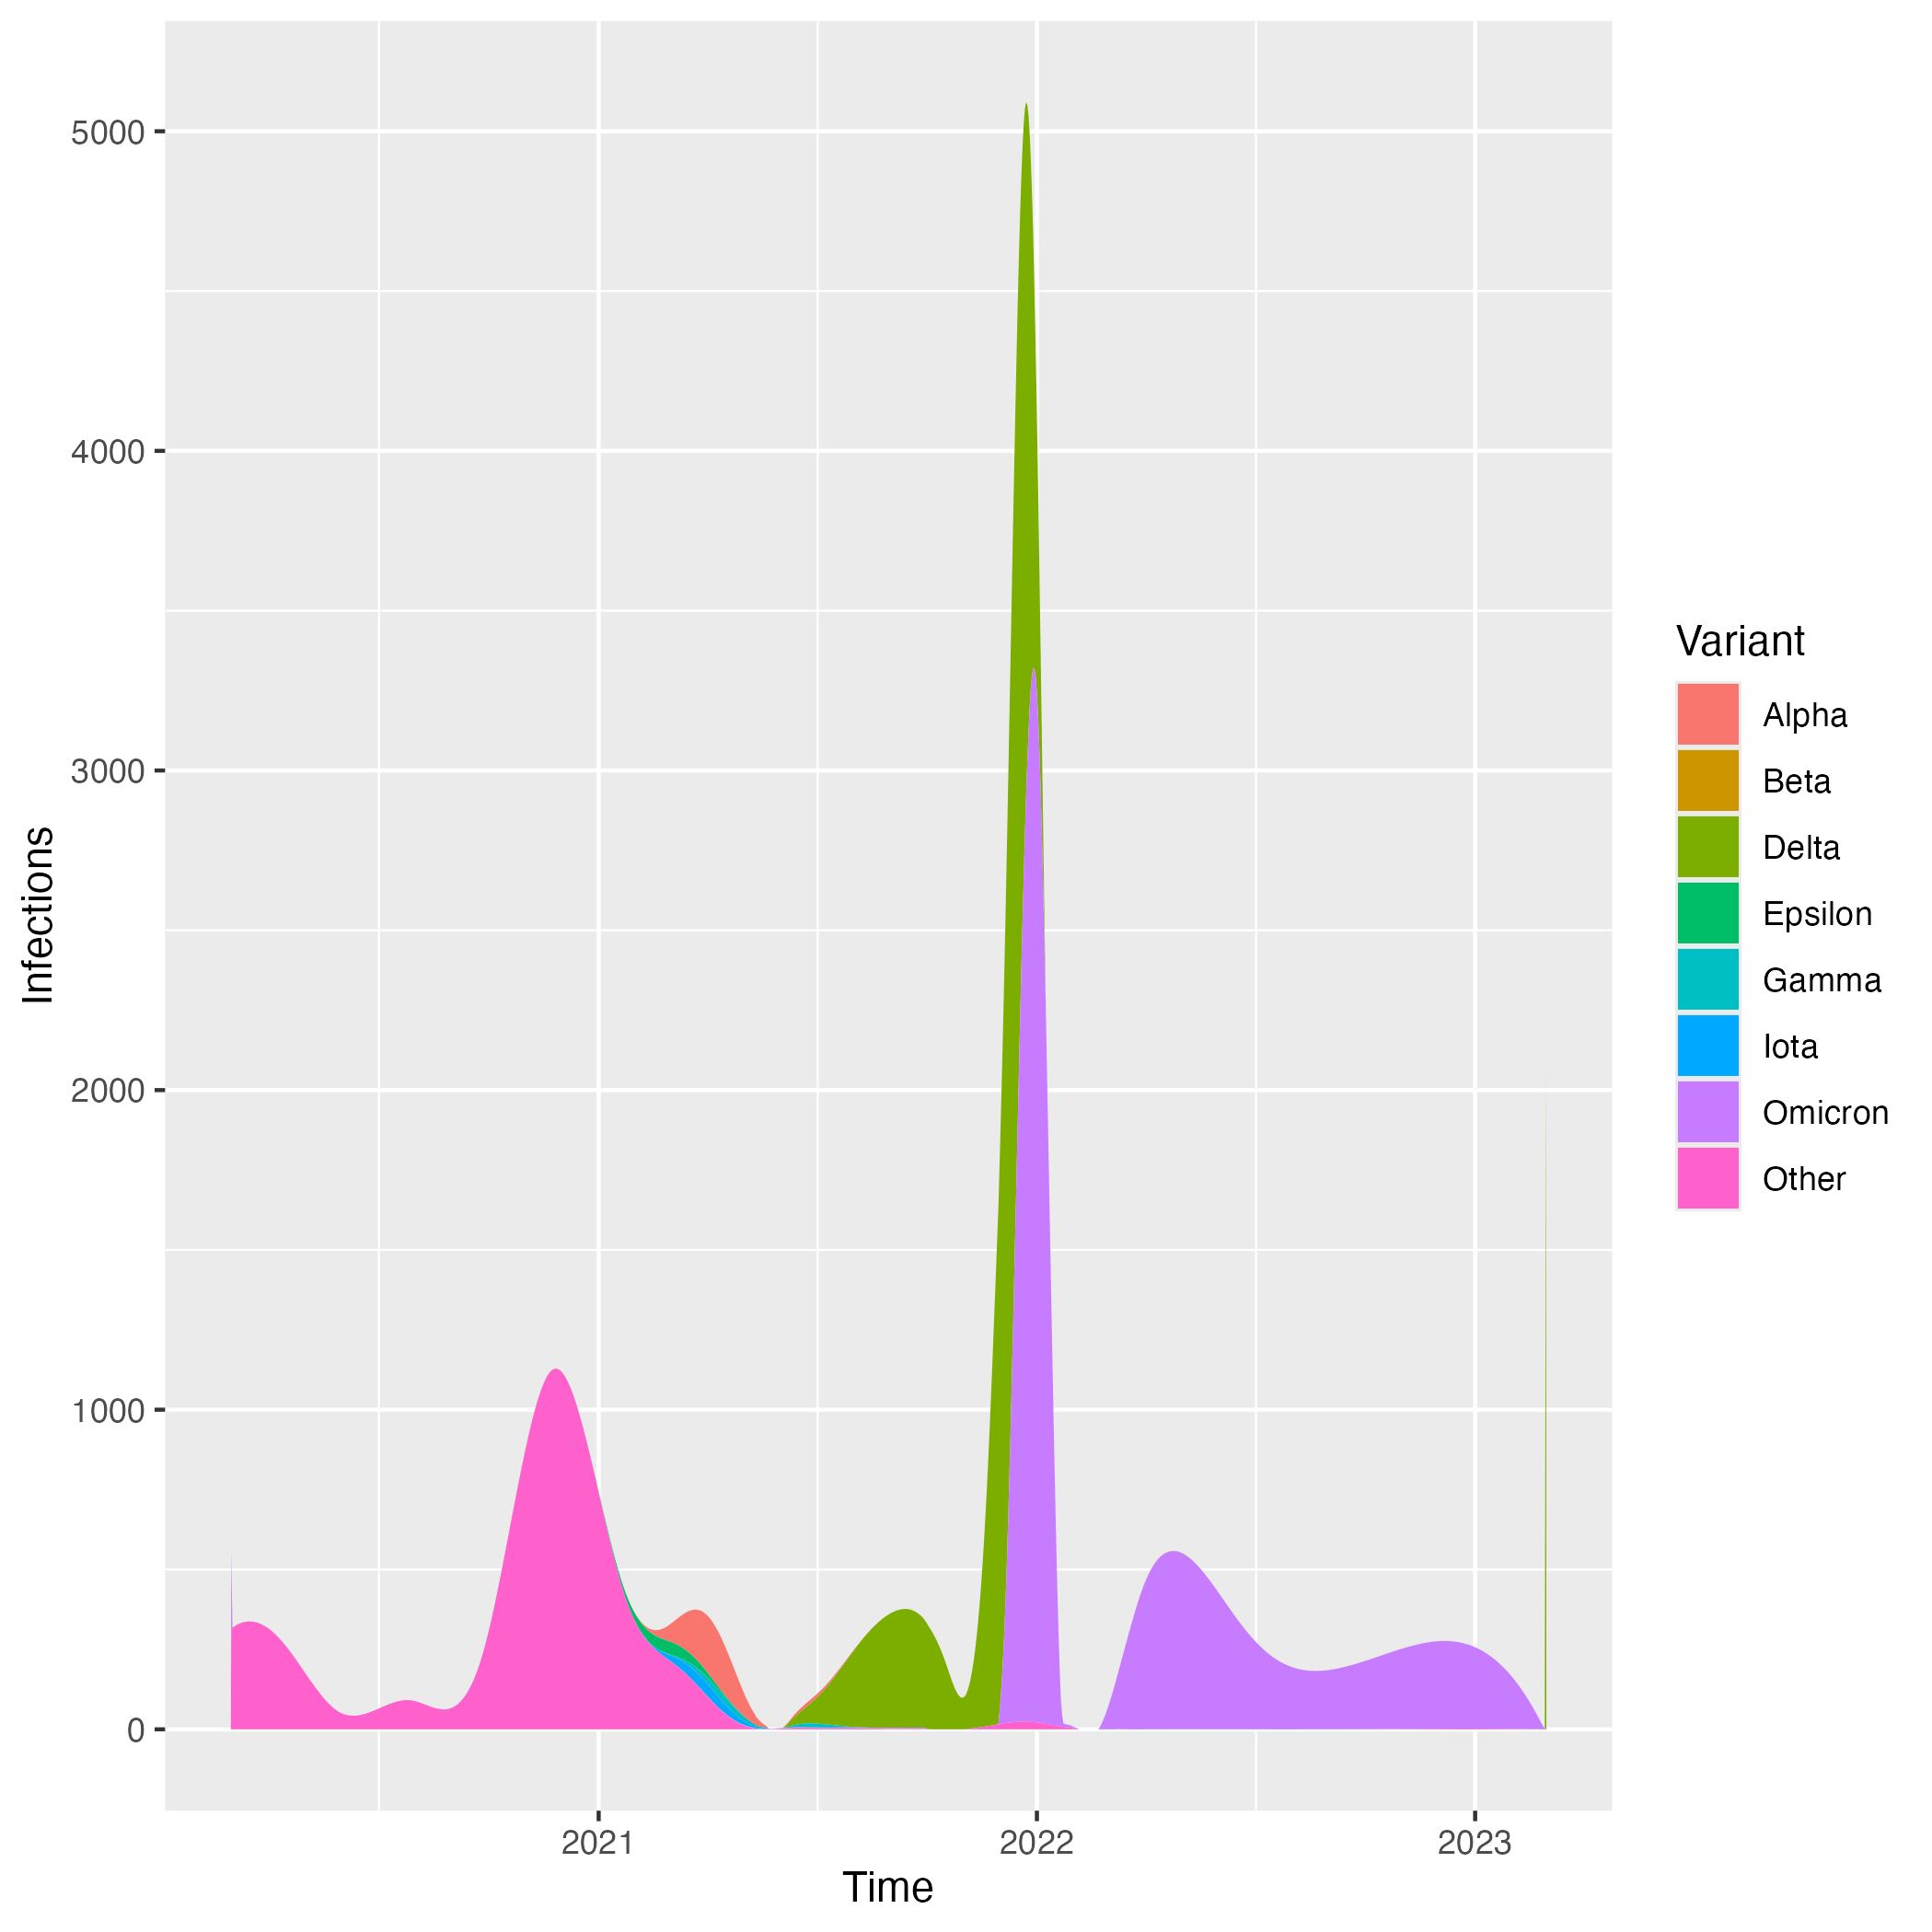 5000
4000
3000
2000
1000
0
Infections
2021
2022
2023
Time
Variant
Alpha
Beta
Delta
Epsilon
Gamma
Iota
Omicron
Other